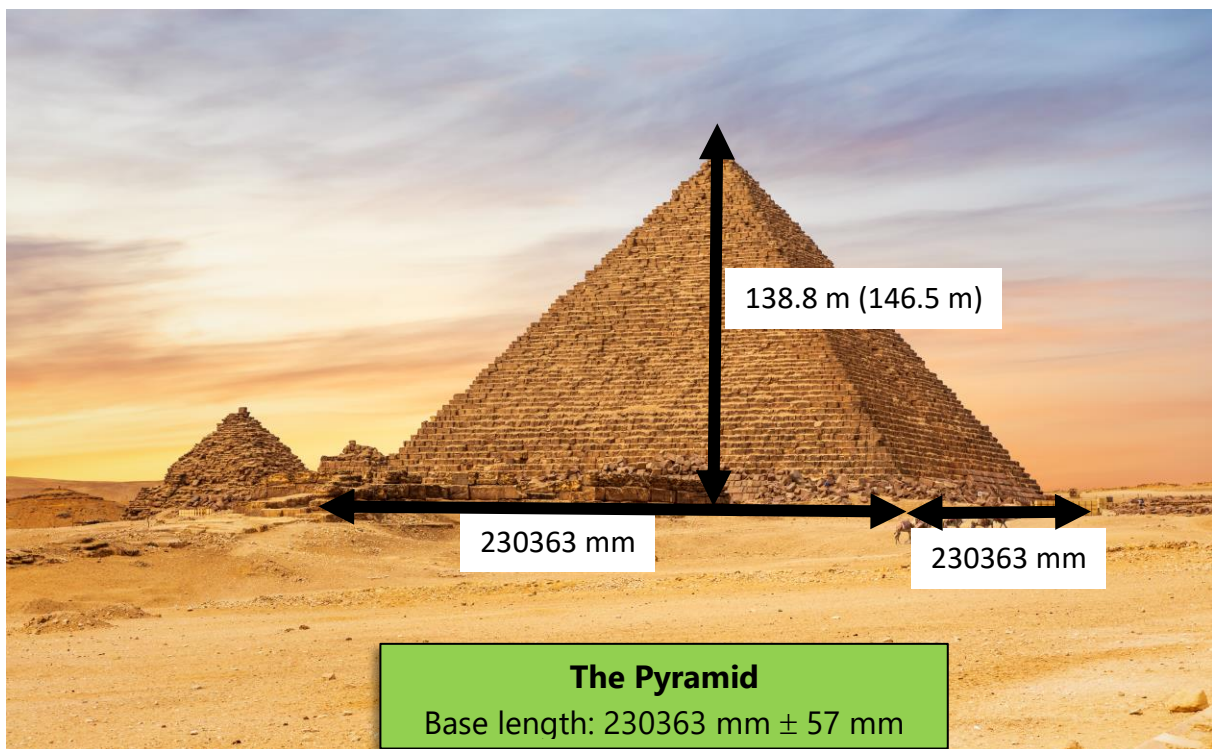 138.8 m (146.5 m)
230363 mm
230363 mm
The Pyramid
Base length: 230363 mm ± 57 mm